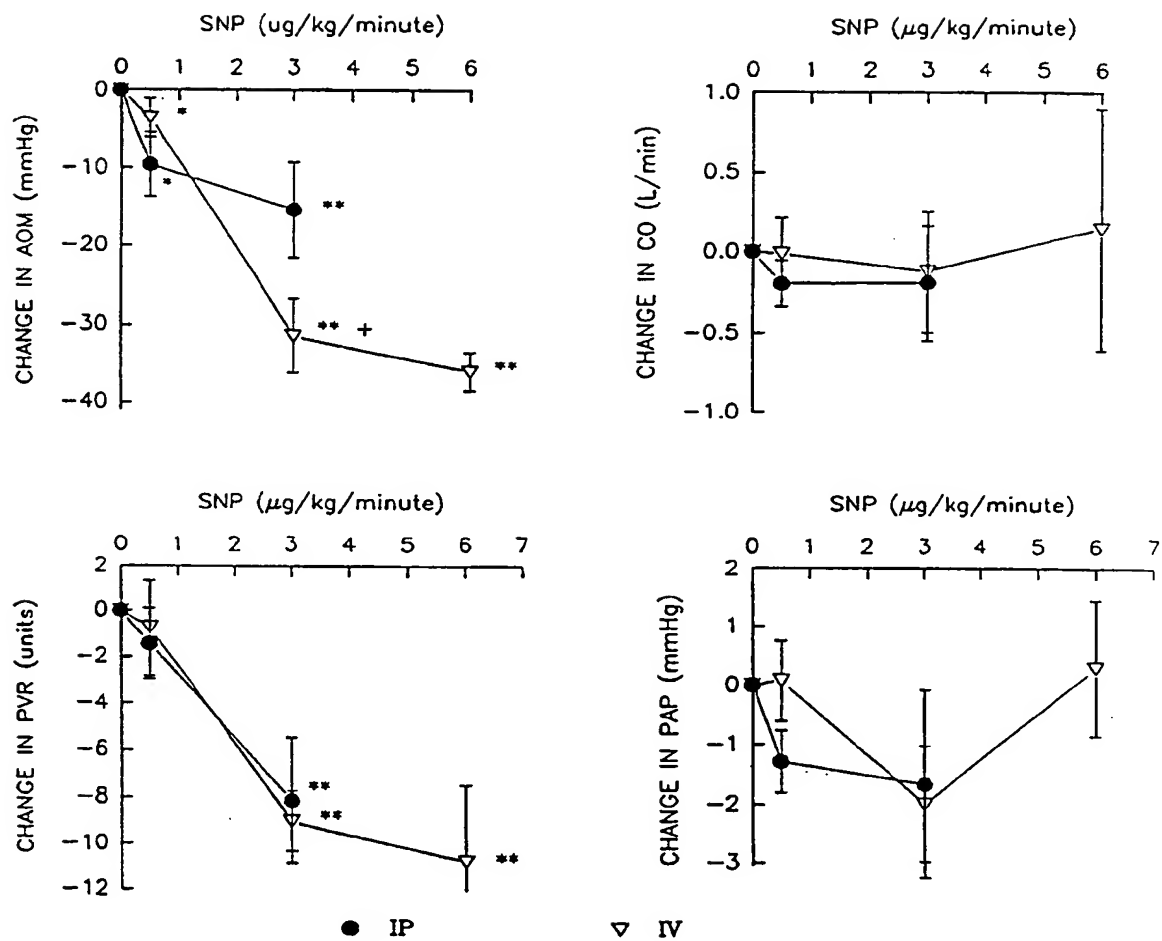 SNP (ug/kg/minute)
0 1 2 3 4 5 6
0
-10
-20
-30
-40
CHANGE IN AOM (mmHg)
*
*
**
** +
**
SNP (μg/kg/minute)
0 1 2 3 4 5 6
1.0
0.5
0.0
-0.5
-1.0
CHANGE IN CO (L/min)
SNP (μg/kg/minute)
0 1 2 3 4 5 6 7
2
0
-2
-4
-6
-8
-10
-12
CHANGE IN PVR (units)
**
**
**
SNP (μg/kg/minute)
0 1 2 3 4 5 6 7
2
1
0
-1
-2
-3
CHANGE IN PAP (mmHg)
IP
IV